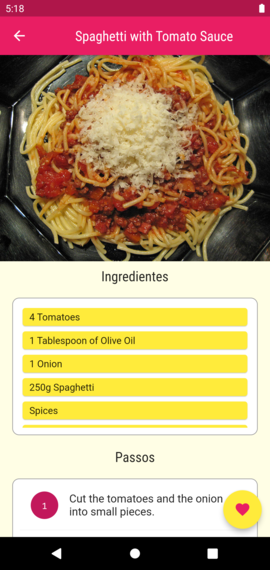 5:18
Spaghetti with Tomato Sauce
Ingredientes
4 Tomatoes
1 Tablespoon of Olive Oil
1 Onion
250g Spaghetti
Spices
Passos
1
Cut the tomatoes and the onion
into small pieces.